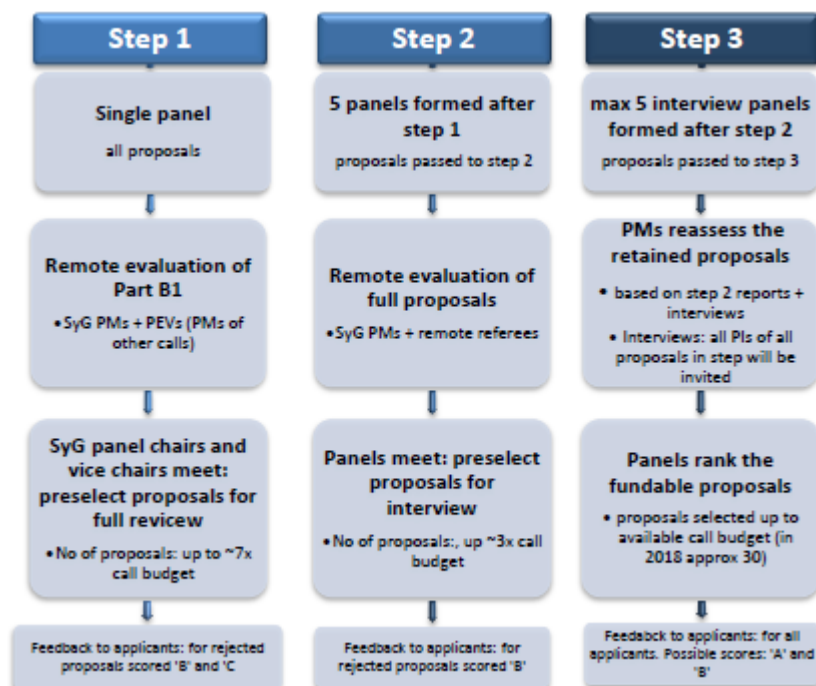 Step 1
Single panel
all proposals
Remote evaluation of
Part B1
•SyG PMs + PEVs (PMs of
other calls)
SyG panel chairs and
vice chairs meet:
preselect proposals for
full revicew
•No of proposals: up to ~7x
call budget
Feedback to applicants: for rejected
proposals scored 'B' and 'C
Step 2
5 panels formed after
step 1
proposals passed to step 2
Remote evaluation of
full proposals
•SyG PMs + remote referees
Panels meet: preselect
proposals for
interview
•No of proposals:, up ~3x call
budget
Feedback to applicants: for
rejected proposals scored 'B'
Step 3
max 5 interview panels
formed after step 2
proposals passed to step 3
PMs reassess the
retained proposals
• based on step 2 reports +
interviews
• Interviews: all PIs of all
proposals in step will be
invited
Panels rank the
fundable proposals
• proposals selected up to
available call budget (in
2018 approx 30)
Feedabck to applicants: for all
applicants. Possible scores: 'A' and
'B'